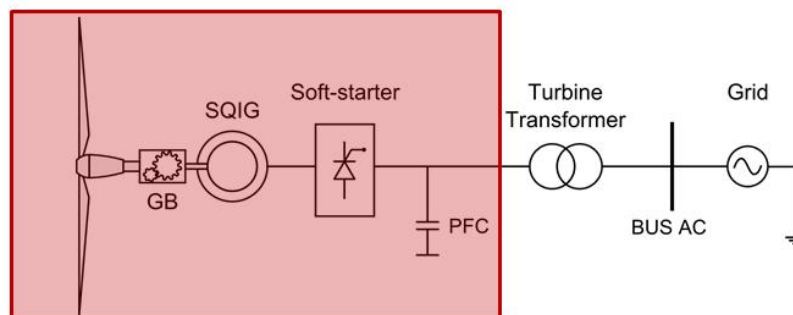 SQIG
Soft-starter
Turbine
Transformer
Grid
GB
PFC
BUS AC